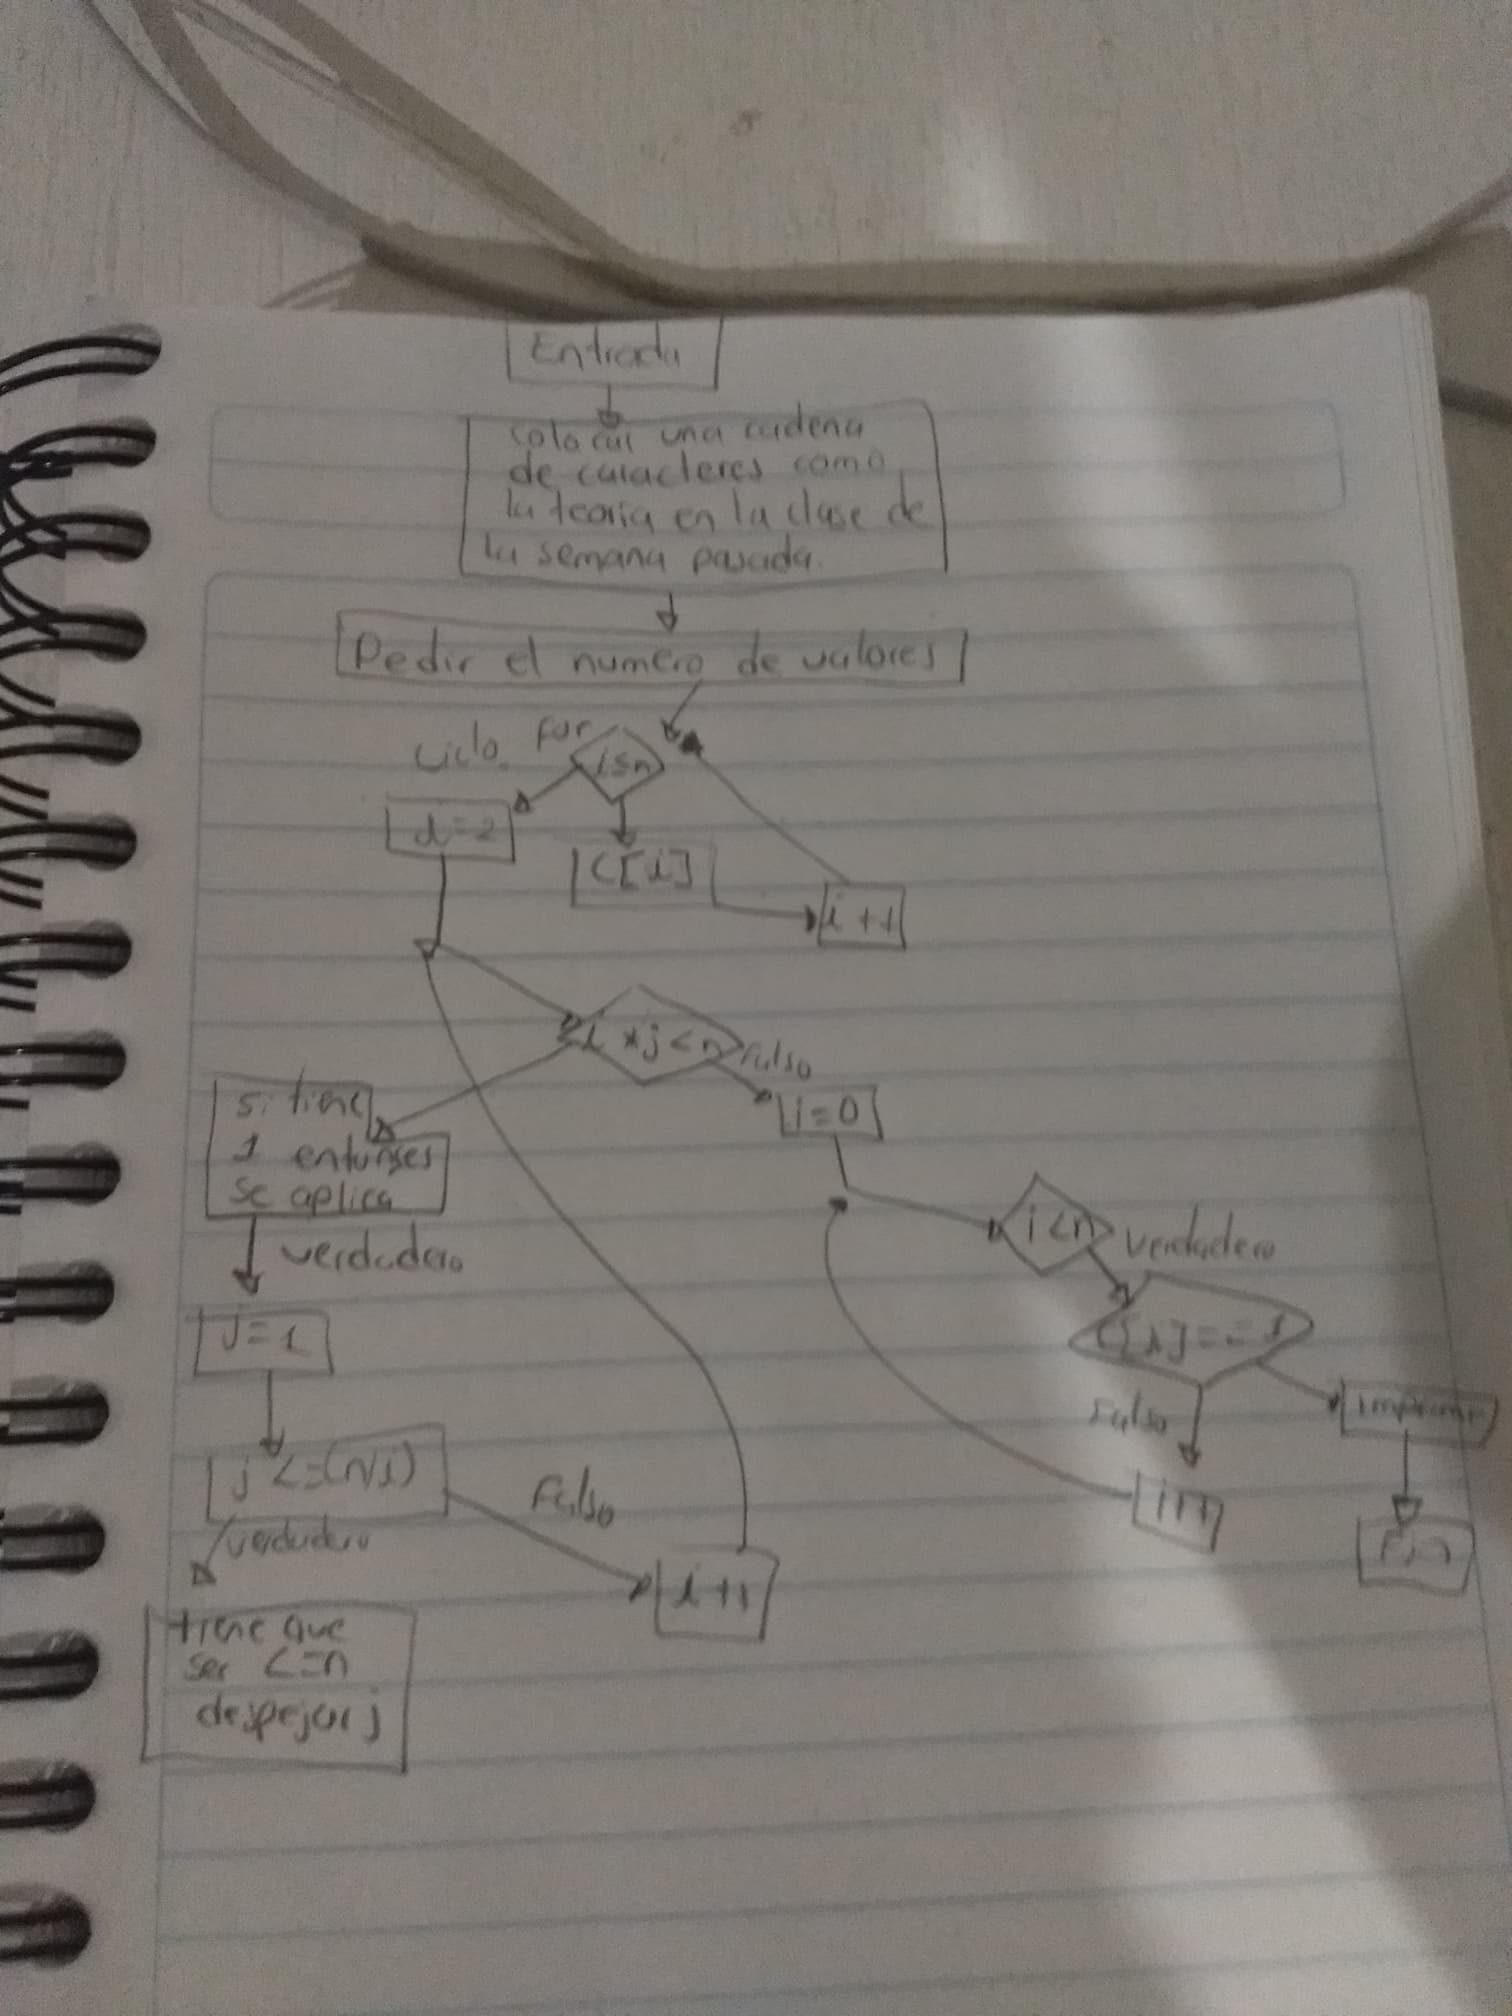 Entrada
colocar una cadena
de caracteres como
la teoría en la clase de
la semana pasada.
Pedir el numero de valores
ciclo for
i≤n
i=2
C[i]
i+1
i*j<n
Falso
si tiene
1 entonses
se aplica
i=0
verdadero
i<n
verdadero
j=1
C[i]==1
Falso
imprimir
j<=(n/i)
Falso
verdadero
i+1
i+1
Fin
tiene que
ser <=n
despejar j